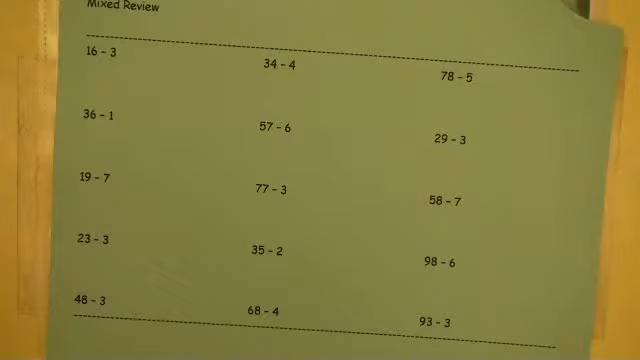 Mixed Review
16 - 3 34 - 4 78 - 5
36 - 1 57 - 6 29 - 3
19 - 7 77 - 3 58 - 7
23 - 3 35 - 2 98 - 6
48 - 3 68 - 4 93 - 3